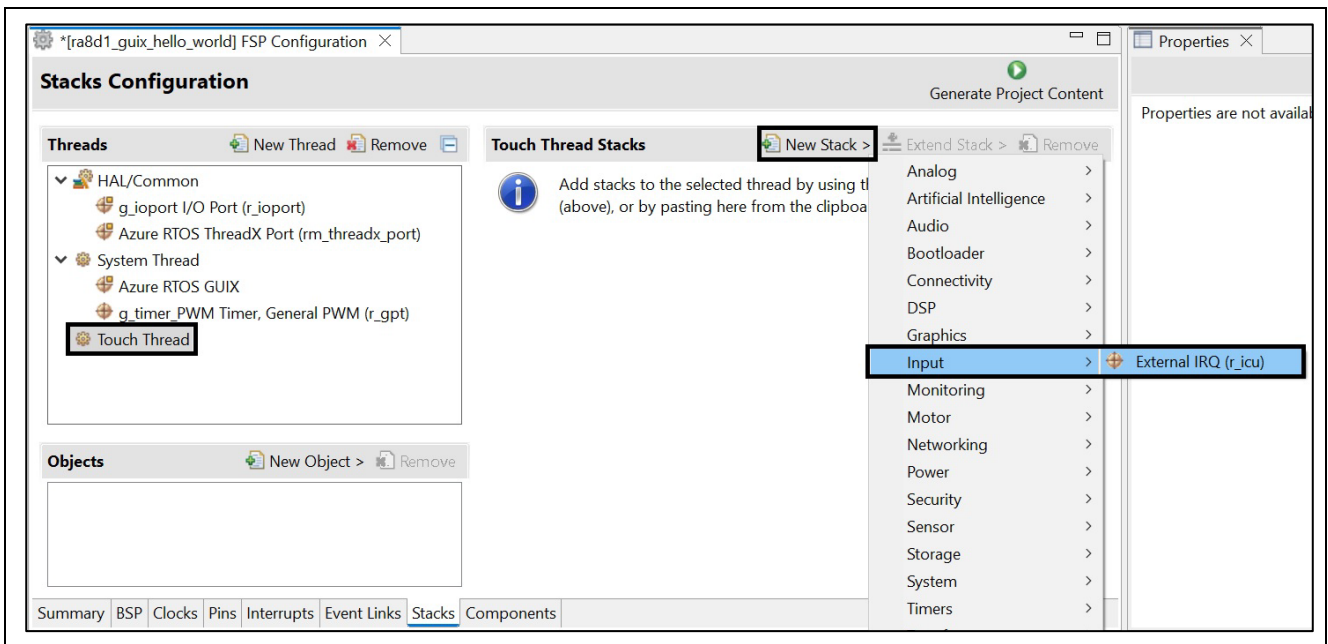 *[ra8d1_guix_hello_world] FSP Configuration
Properties
Stacks Configuration
Generate Project Content
Properties are not availab
Threads
New Thread
Remove
HAL/Common
g_ioport I/O Port (r_ioport)
Azure RTOS ThreadX Port (rm_threadx_port)
System Thread
Azure RTOS GUIX
g_timer_PWM Timer, General PWM (r_gpt)
Touch Thread
Objects
New Object >
Remove
Touch Thread Stacks
New Stack >
Extend Stack >
Remove
Add stacks to the selected thread by using th
(above), or by pasting here from the clipboa
Analog >
Artificial Intelligence >
Audio >
Bootloader >
Connectivity >
DSP >
Graphics >
Input >
External IRQ (r_icu)
Monitoring >
Motor >
Networking >
Power >
Security >
Sensor >
Storage >
System >
Timers >
Summary BSP Clocks Pins Interrupts Event Links Stacks Components